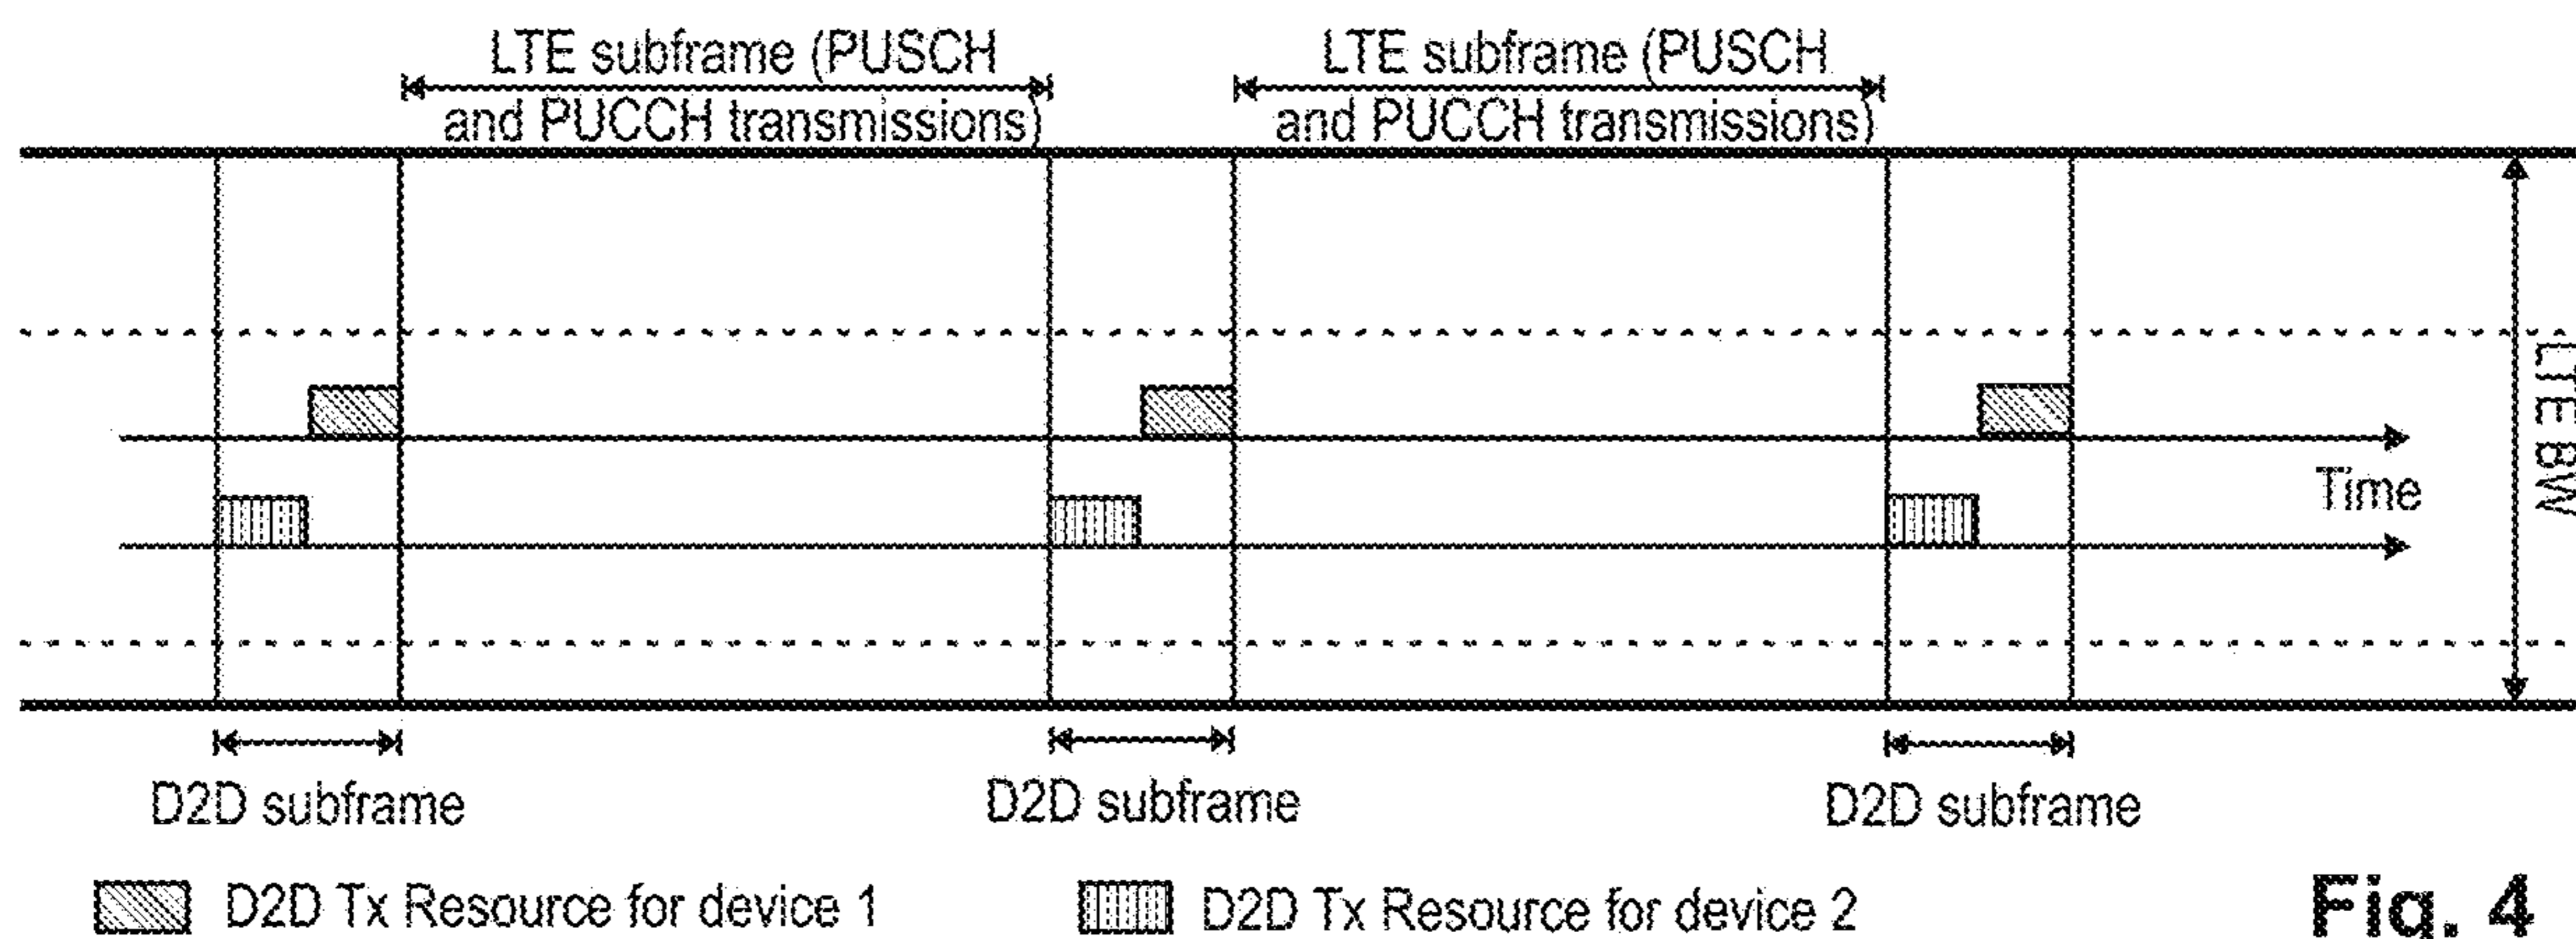 LTE subframe (PUSCH
and PUCCH transmissions)
LTE subframe (PUSCH
and PUCCH transmissions)
LTE BW
Time
D2D subframe
D2D subframe
D2D subframe
D2D Tx Resource for device 1
D2D Tx Resource for device 2
Fig. 4